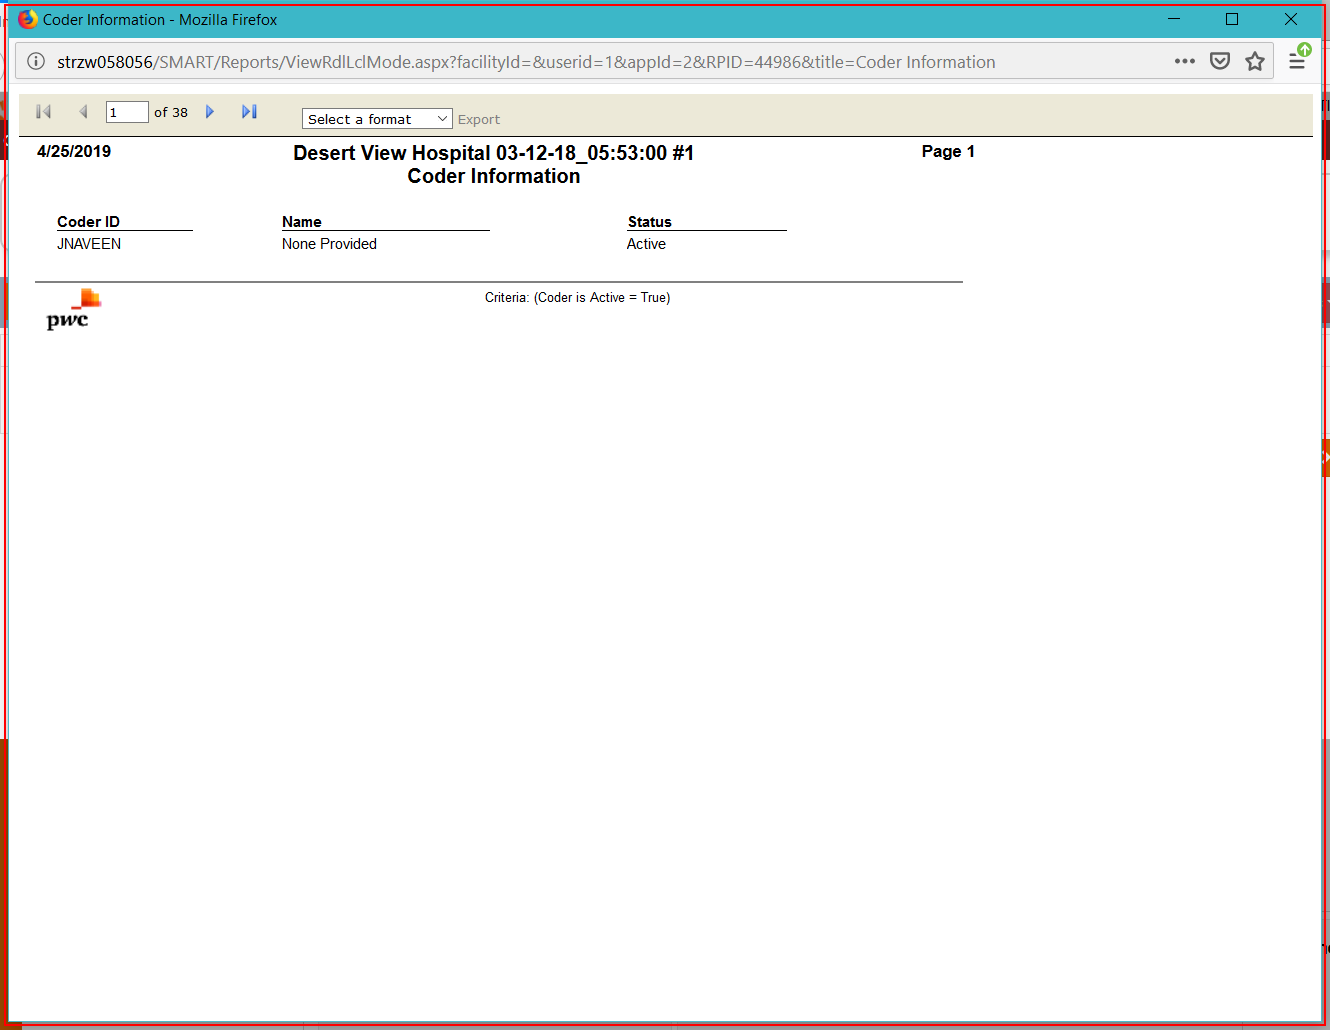 Coder Information - Mozilla Firefox
strzw058056/SMART/Reports/ViewRdlLclMode.aspx?facilityId=&userid=1&appId=2&RPID=44986&title=Coder Information
1 of 38 Select a format Export
4/25/2019 Desert View Hospital 03-12-18_05:53:00 #1 Page 1
Coder Information
Coder ID Name Status
JNAVEEN None Provided Active
Criteria: (Coder is Active = True)
pwc